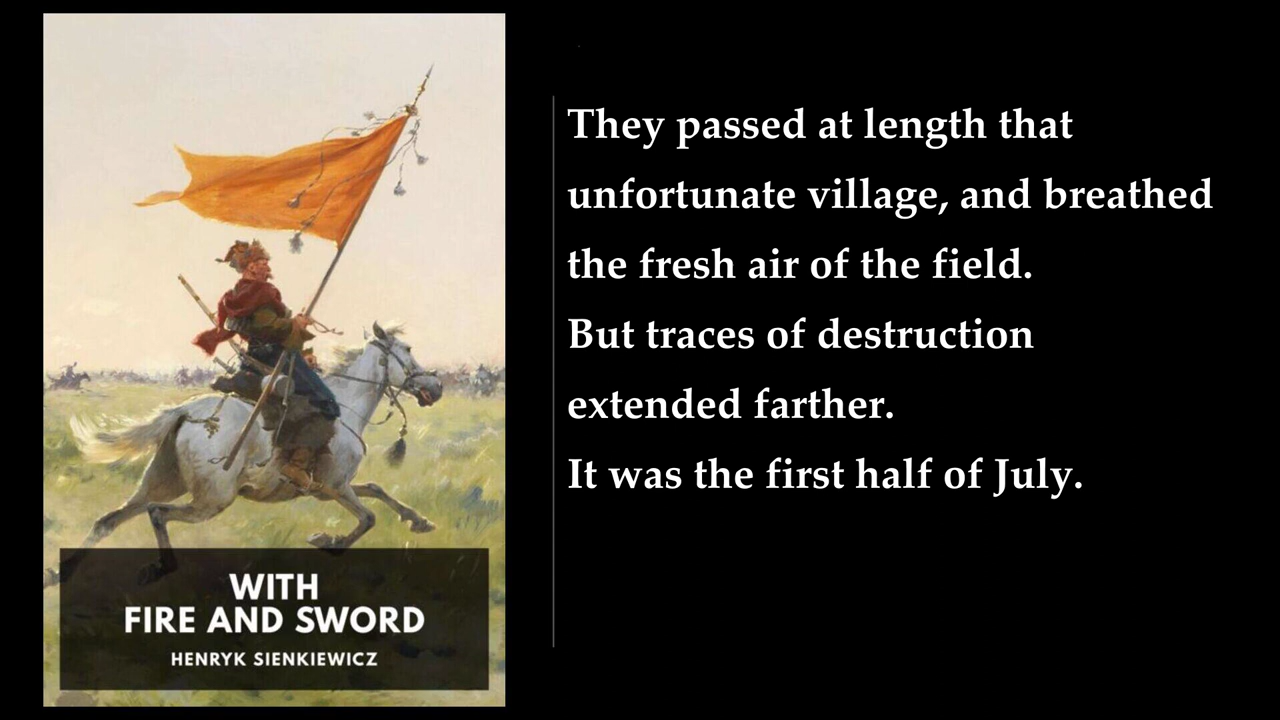 They passed at length that
unfortunate village, and breathed
the fresh air of the field.
But traces of destruction
extended farther.
It was the first half of July.
WITH
FIRE AND SWORD
HENRYK SIENKIEWICZ